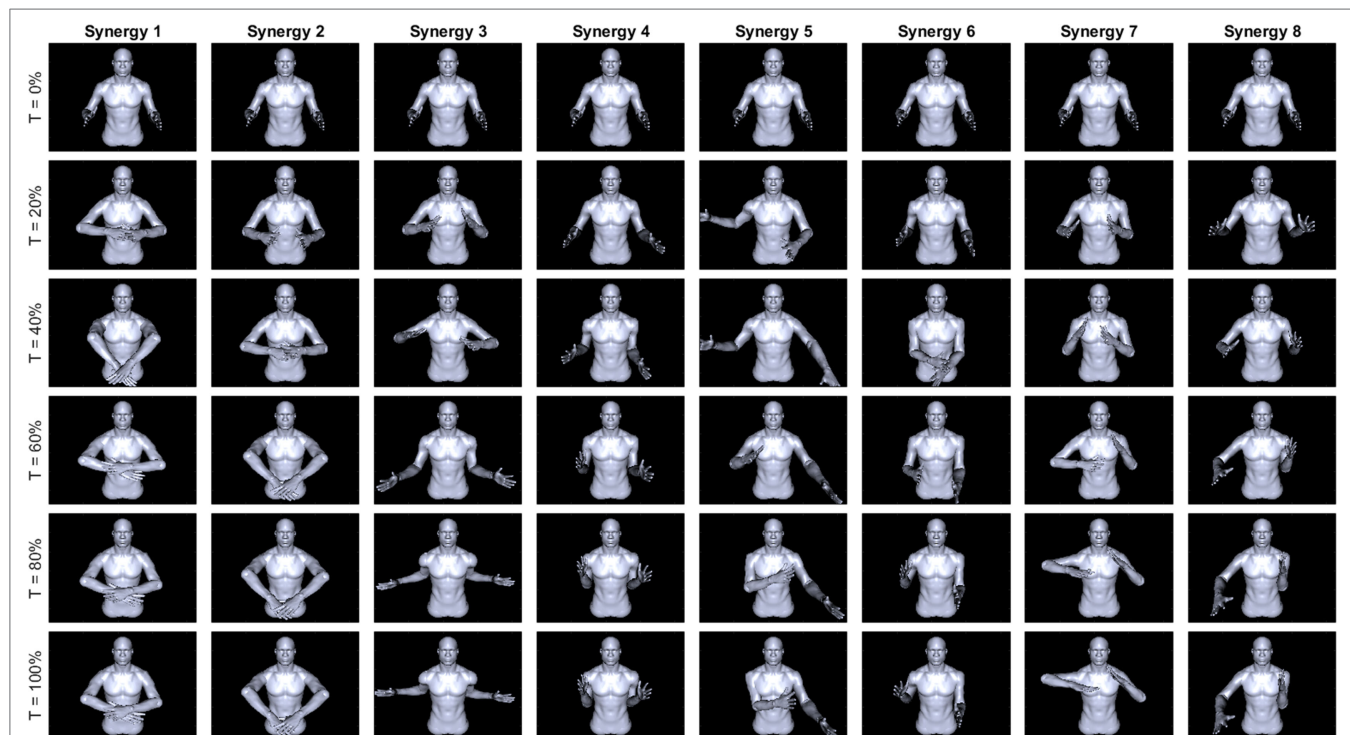 Synergy 1 Synergy 2 Synergy 3 Synergy 4 Synergy 5 Synergy 6 Synergy 7 Synergy 8
T = 0%
T = 20%
T = 40%
T = 60%
T = 80%
T = 100%